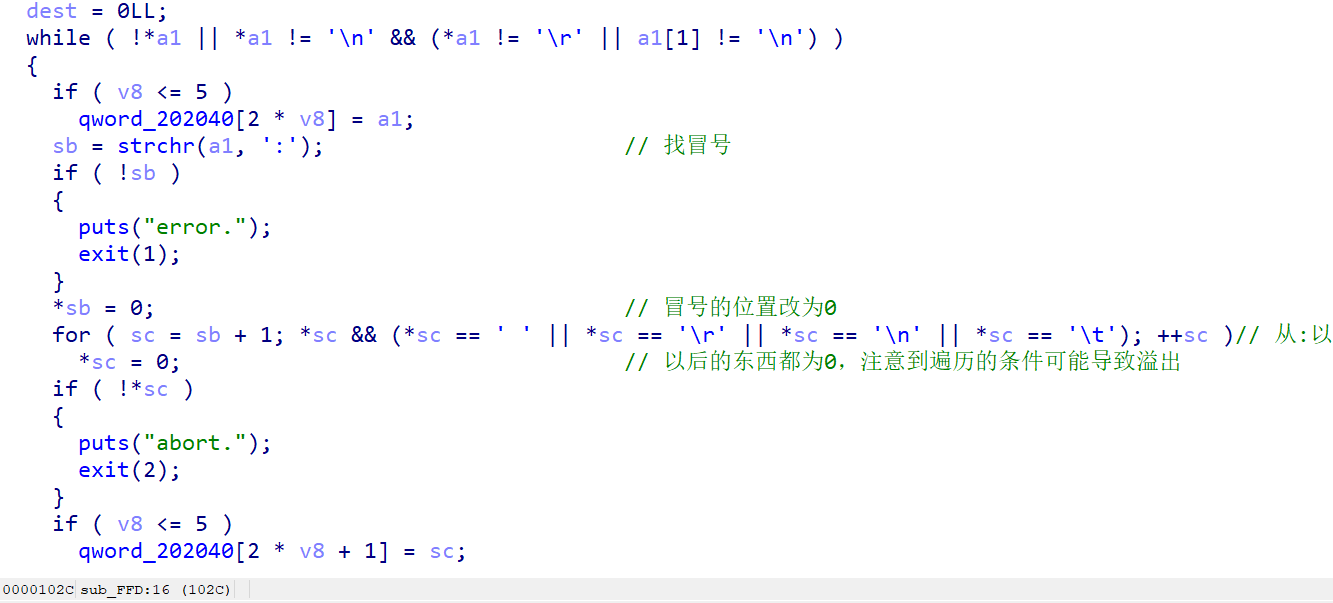 dest = 0LL;
while ( !*a1 || *a1 != '\n' && (*a1 != '\r' || a1[1] != '\n') )
{
if ( v8 <= 5 )
qword_202040[2 * v8] = a1;
sb = strchr(a1, ':'); // 找冒号
if ( !sb )
{
puts("error.");
exit(1);
}
*sb = 0; // 冒号的位置改为0
for ( sc = sb + 1; *sc && (*sc == ' ' || *sc == '\r' || *sc == '\n' || *sc == '\t'); ++sc )// 从:以
*sc = 0; // 以后的东西都为0，注意到遍历的条件可能导致溢出
if ( !*sc )
{
puts("abort.");
exit(2);
}
if ( v8 <= 5 )
qword_202040[2 * v8 + 1] = sc;
0000102C sub_FFD:16 (102C)